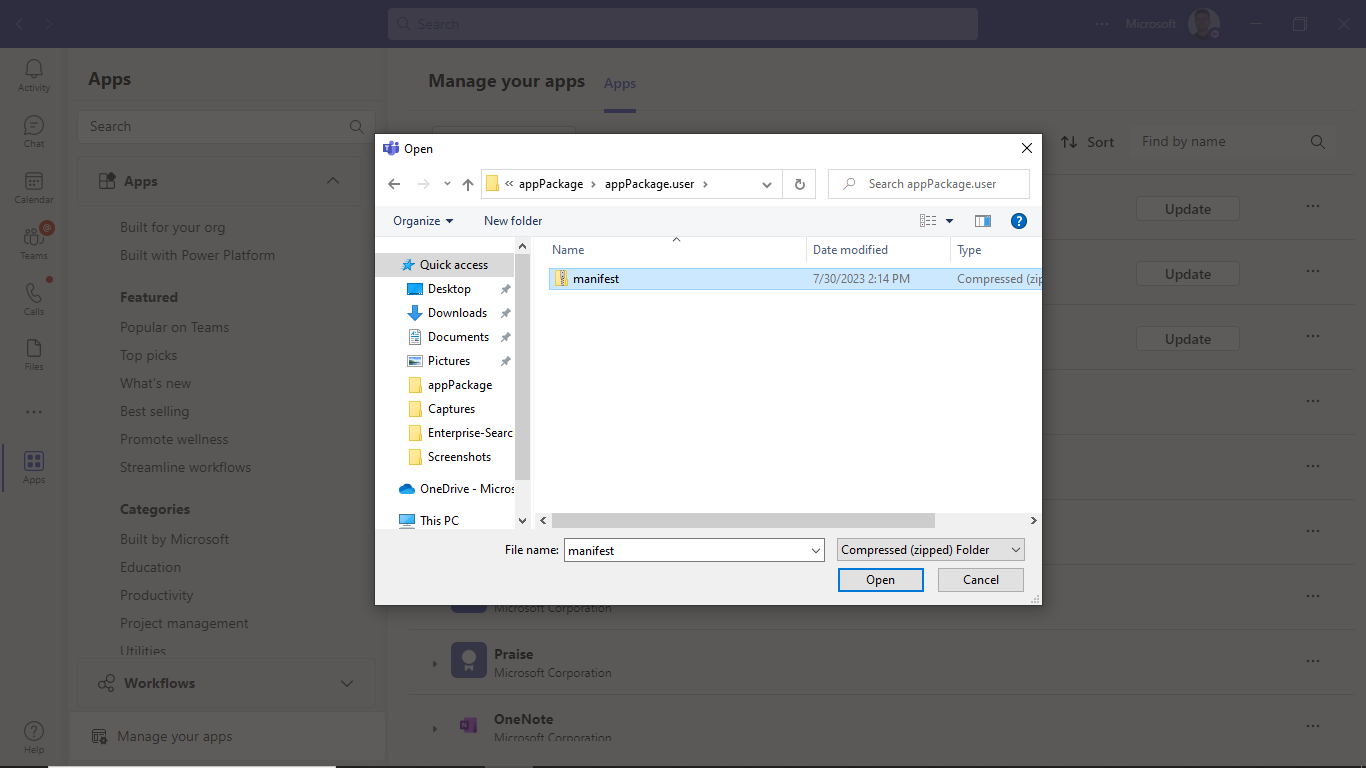 Search
Microsoft
Activity
Chat
Calendar
Teams
Calls
Files
Apps
Help
Apps
Search
Apps
Built for your org
Built with Power Platform
Featured
Popular on Teams
Top picks
What's new
Best selling
Promote wellness
Streamline workflows
Categories
Built by Microsoft
Education
Productivity
Project management
Utilities
Workflows
Manage your apps
Manage your apps
Apps
Sort
Find by name
Update
Update
Update
Open
« appPackage › appPackage.user ›
Search appPackage.user
Organize
New folder
Quick access
Desktop
Downloads
Documents
Pictures
appPackage
Captures
Enterprise-Searc
Screenshots
OneDrive - Micros
This PC
Name Date modified Type
manifest 7/30/2023 2:14 PM Compressed (zip
File name: manifest
Compressed (zipped) Folder
Open
Cancel
Microsoft Corporation
Praise
Microsoft Corporation
OneNote
Microsoft Corporation